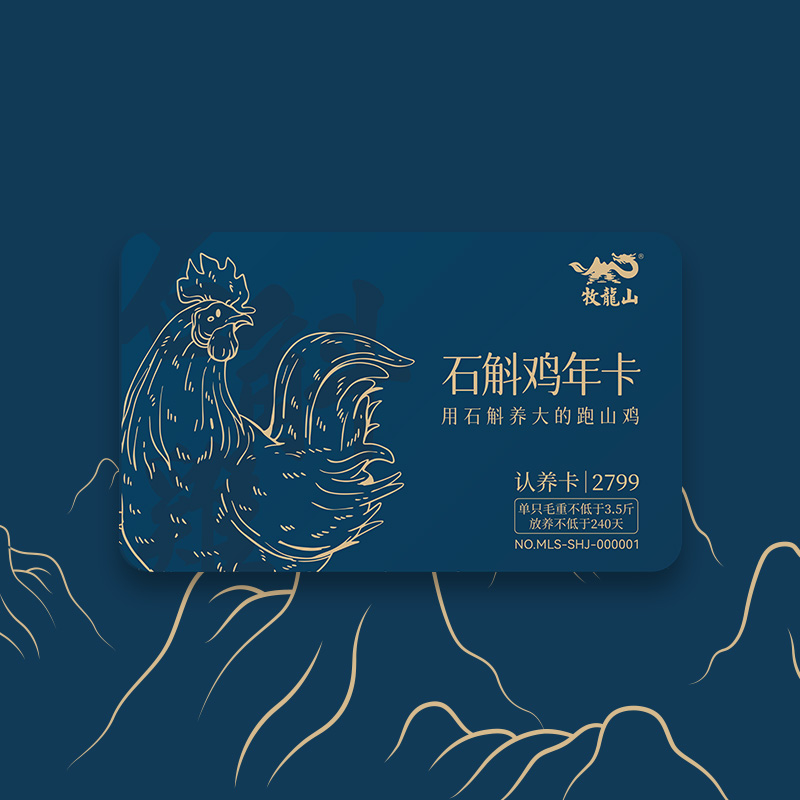 牧龍山
®
石斛鸡年卡
用石斛养大的跑山鸡
认养卡|2799
单只毛重不低于3.5斤
放养不低于240天
NO.MLS-SHJ-000001